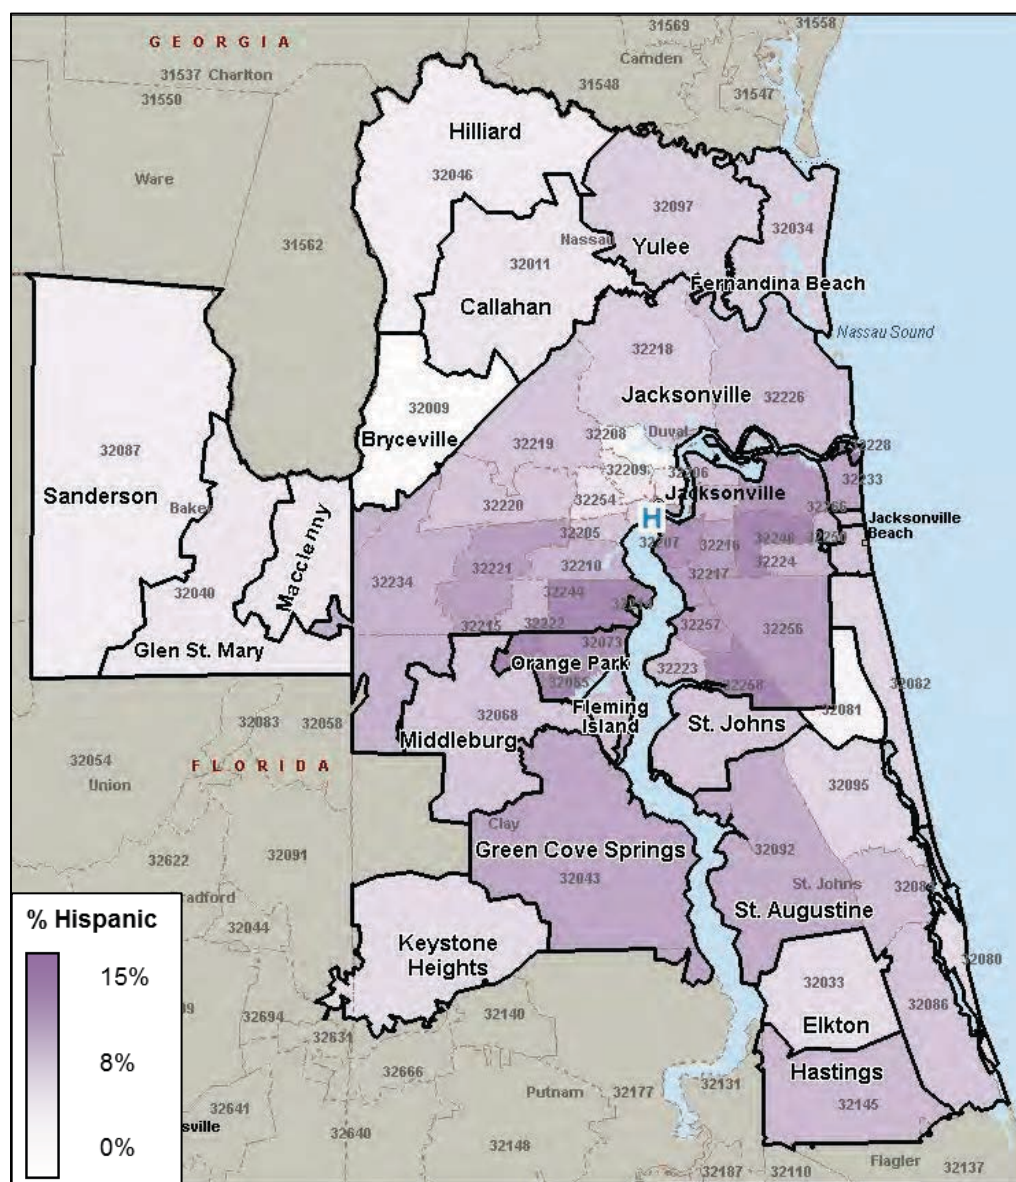 31558
31569
GEORGIA
Camden
31537 Charlton
31548
31547
31550
Hilliard
Ware
32046
32097
32034
31562
Nassau
Yulee
32011
Fernandina Beach
Callahan
Nassau Sound
32218
Jacksonville
32226
32009
Bryceville
32208
Duval
32219
32228
32087
32209
32206
32233
Sanderson
Jacksonville
32254
32220
Baker
32266
Jacksonville
Beach
H
32205
32207
32216
32246
32250
32210
32224
32221
32217
32234
Macclenny
32244
32040
32215
32222
32257
32256
Glen St. Mary
32073
Orange Park
32223
32065
32258
32082
Fleming
Island
32068
32081
32083
32058
St. Johns
Middleburg
32054
FLORIDA
Union
32095
Clay
32092
Green Cove Springs
32622
32091
32043
St. Johns
St. Augustine
32044
% Hispanic
15%
8%
0%
Keystone
Heights
32080
32033
32086
32694
32140
Elkton
32631
Hastings
32666
32131
Putnam
32177
32145
32641
sville
32640
32148
Flagler
32187
32110
32137